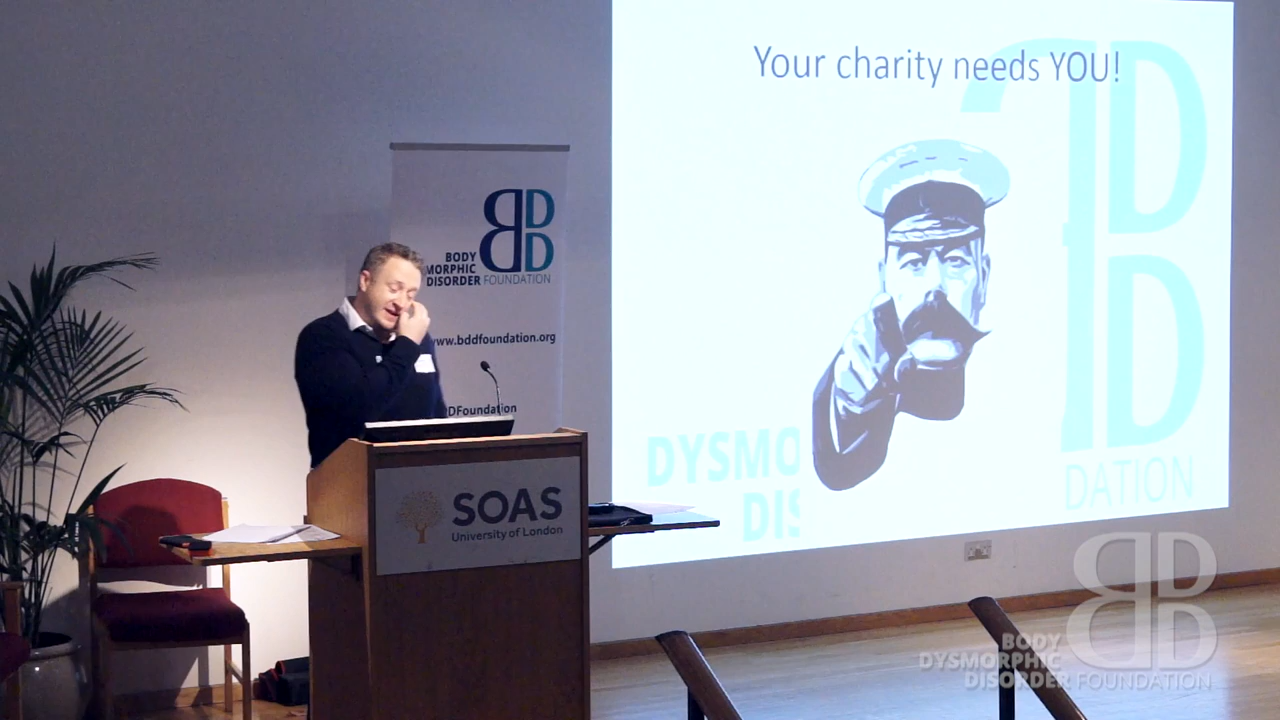 Your charity needs YOU!
BODY
MORPHIC
DISORDER FOUNDATION
www.bddfoundation.org
DFoundation
SOAS
University of London
DYSMO
DIS
DATION
BODY
DYSMORPHIC
DISORDER FOUNDATION